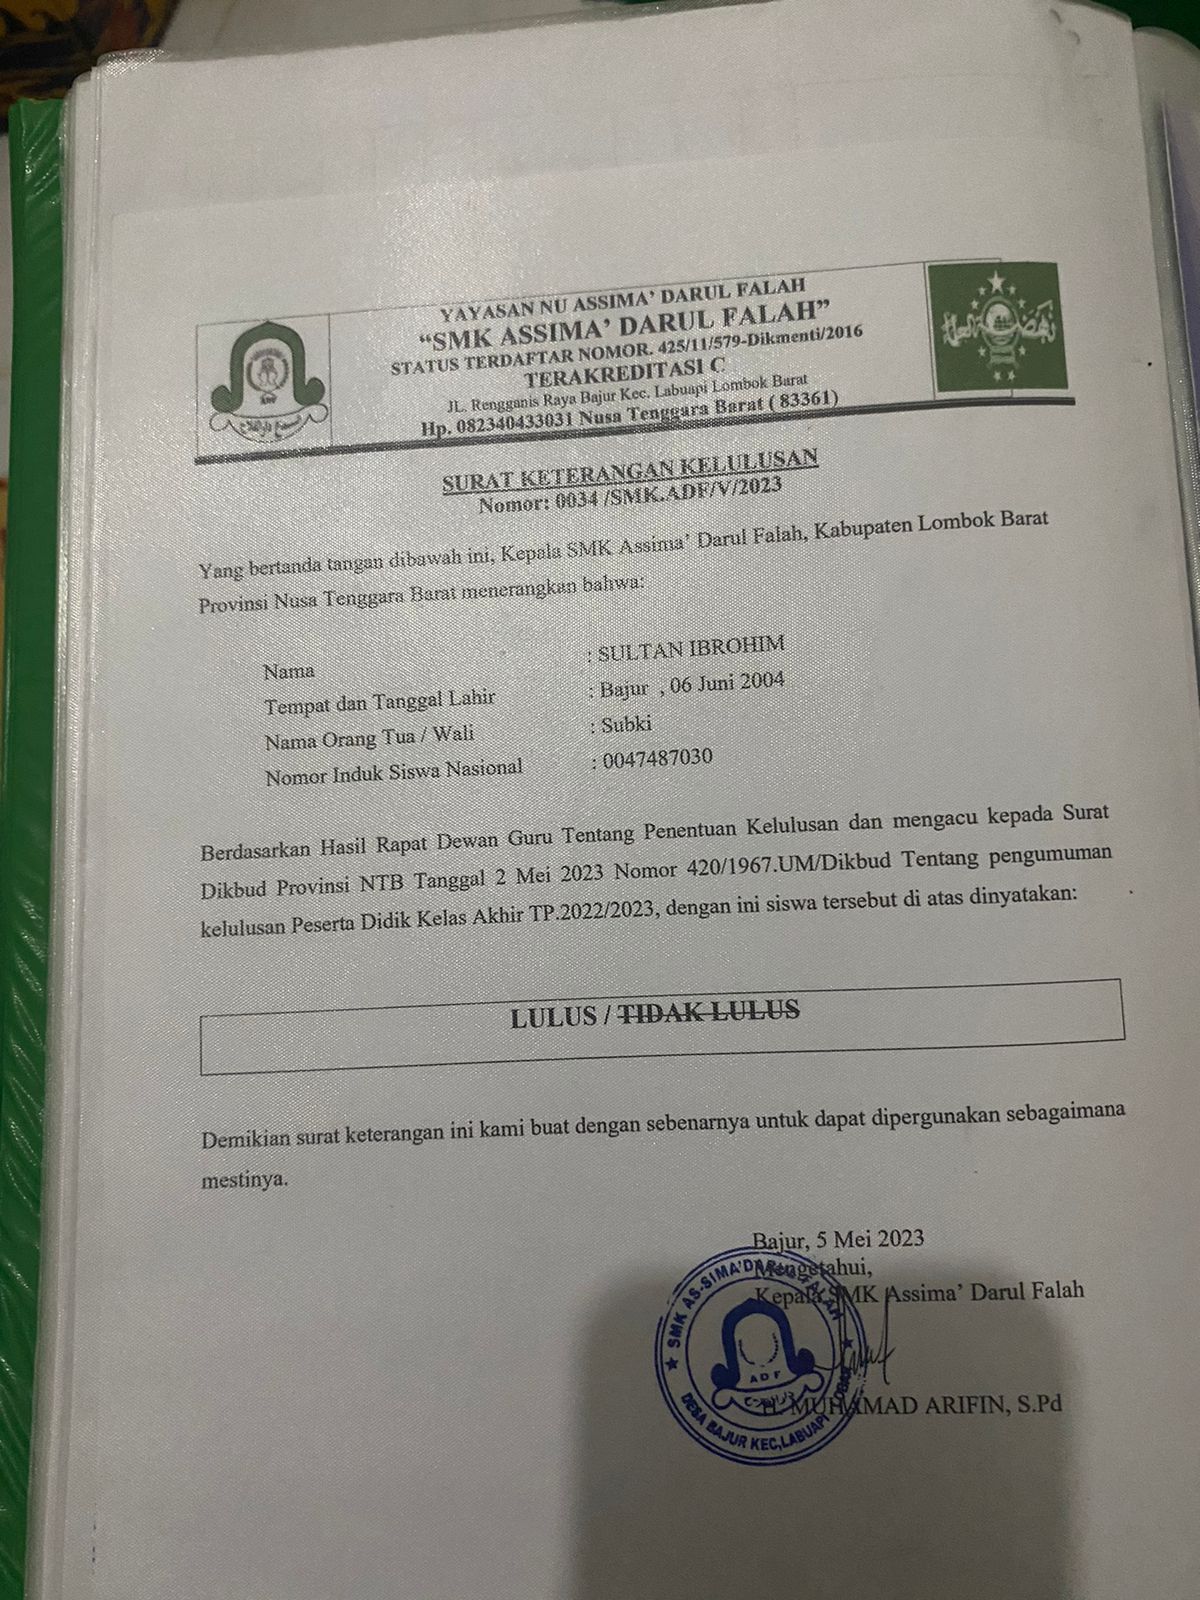 YAYASAN NU ASSIMA’ DARUL FALAH
“SMK ASSIMA’ DARUL FALAH”
STATUS TERDAFTAR NOMOR. 425/11/579-Dikmenti/2016
TERAKREDITASI C
JL. Rengganis Raya Bajur Kec. Labuapi Lombok Barat
Hp. 082340433031 Nusa Tenggara Barat ( 83361)
SURAT KETERANGAN KELULUSAN
Nomor: 0034 /SMK.ADF/V/2023
Yang bertanda tangan dibawah ini, Kepala SMK Assima’ Darul Falah, Kabupaten Lombok Barat
Provinsi Nusa Tenggara Barat menerangkan bahwa:
Nama : SULTAN IBROHIM
Tempat dan Tanggal Lahir : Bajur , 06 Juni 2004
Nama Orang Tua / Wali : Subki
Nomor Induk Siswa Nasional : 0047487030
Berdasarkan Hasil Rapat Dewan Guru Tentang Penentuan Kelulusan dan mengacu kepada Surat
Dikbud Provinsi NTB Tanggal 2 Mei 2023 Nomor 420/1967.UM/Dikbud Tentang pengumuman
kelulusan Peserta Didik Kelas Akhir TP.2022/2023, dengan ini siswa tersebut di atas dinyatakan:
LULUS / TIDAK LULUS
Demikian surat keterangan ini kami buat dengan sebenarnya untuk dapat dipergunakan sebagaimana
mestinya.
Bajur, 5 Mei 2023
Mengetahui,
Kepala SMK Assima’ Darul Falah
H. MUHAMAD ARIFIN, S.Pd
SMK AS-SIMA’DARUL FALAH
ADF
DESA BAJUR KEC,LABUAPI LOBAR